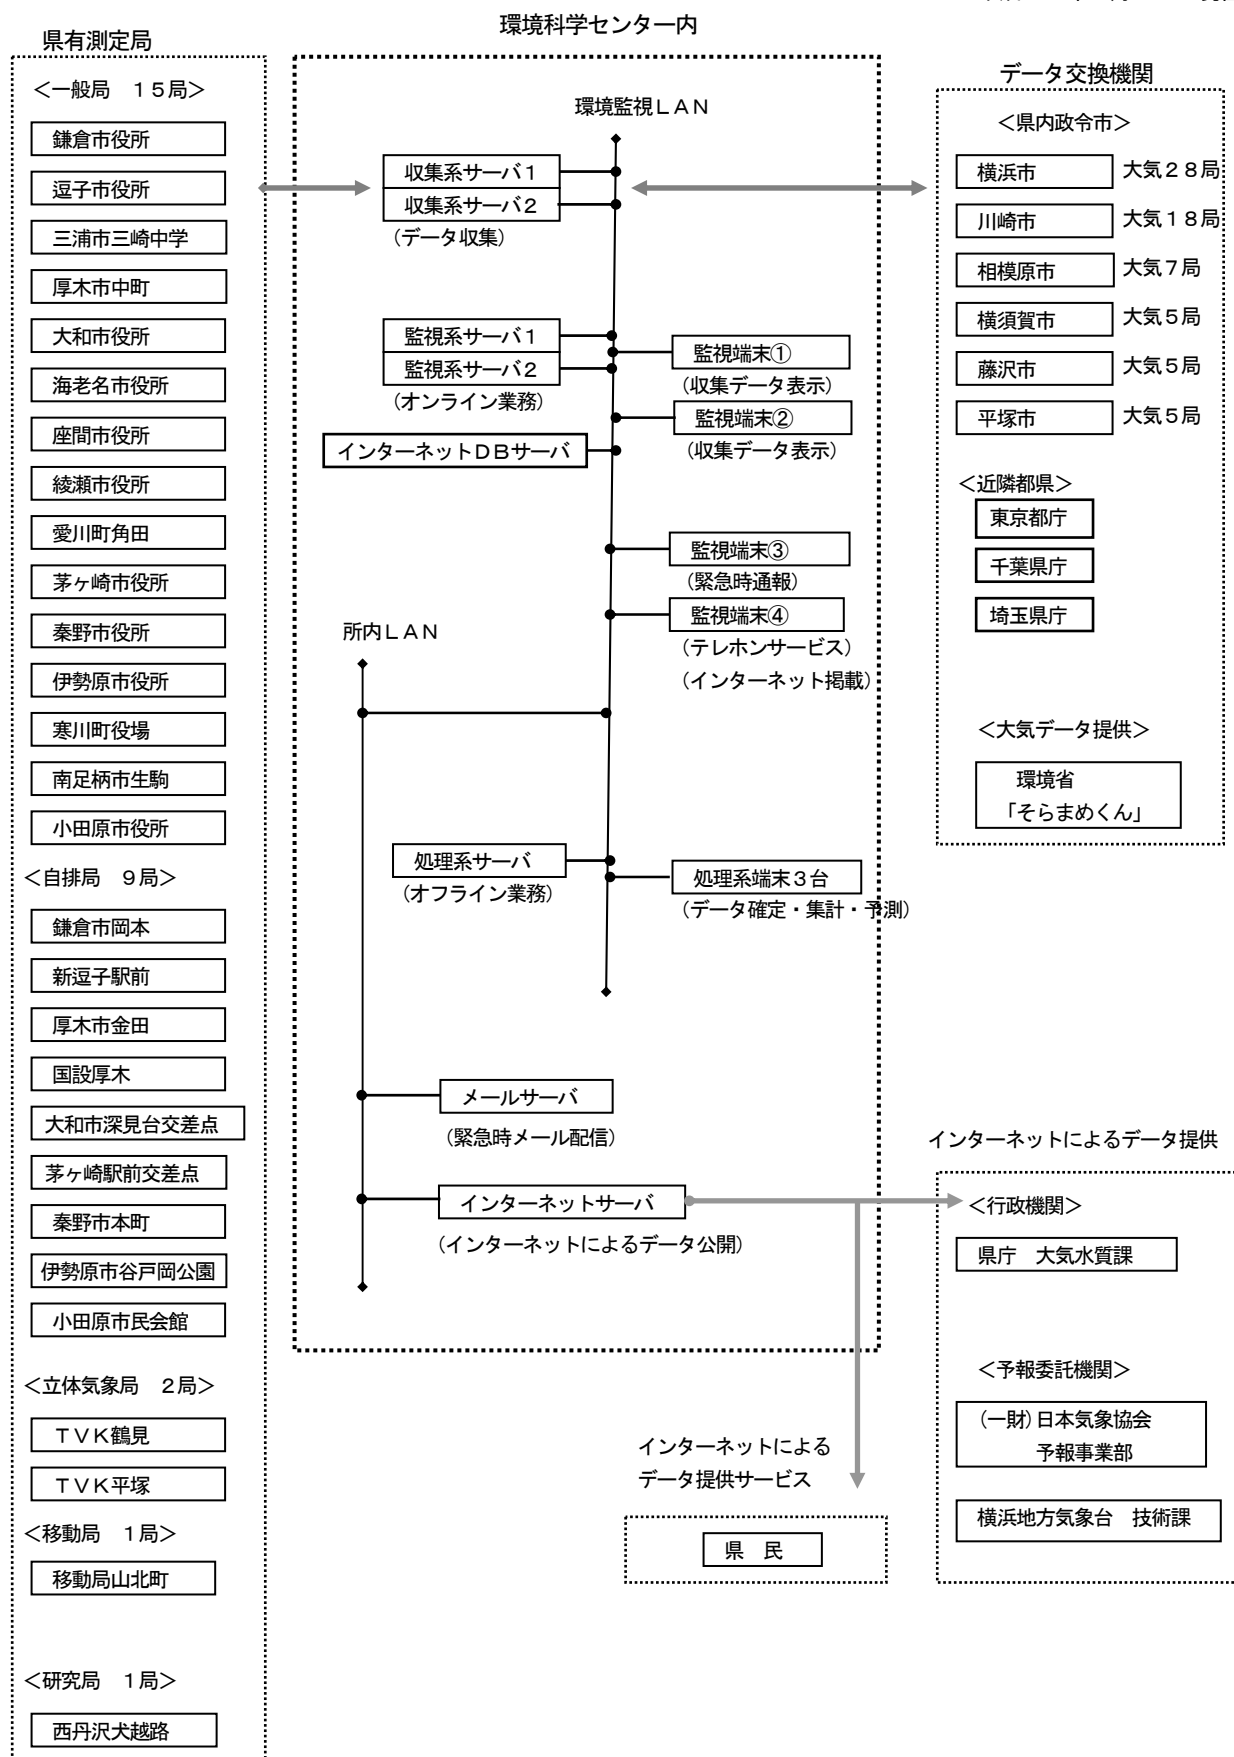 環境科学センター内
県有測定局
＜一般局　１５局＞
鎌倉市役所
逗子市役所
三浦市三崎中学
厚木市中町
大和市役所
海老名市役所
座間市役所
綾瀬市役所
愛川町角田
茅ヶ崎市役所
秦野市役所
伊勢原市役所
寒川町役場
南足柄市生駒
小田原市役所
＜自排局　９局＞
鎌倉市岡本
新逗子駅前
厚木市金田
国設厚木
大和市深見台交差点
茅ヶ崎駅前交差点
秦野市本町
伊勢原市谷戸岡公園
小田原市民会館
＜立体気象局　２局＞
ＴＶＫ鶴見
ＴＶＫ平塚
＜移動局　１局＞
移動局山北町
＜研究局　１局＞
西丹沢犬越路
環境監視ＬＡＮ
収集系サーバ１
収集系サーバ２
(データ収集)
監視系サーバ１
監視系サーバ２
(オンライン業務)
インターネットＤＢサーバ
監視端末①
(収集データ表示)
監視端末②
(収集データ表示)
監視端末③
(緊急時通報)
監視端末④
(テレホンサービス)
(インターネット掲載)
所内ＬＡＮ
処理系サーバ
(オフライン業務)
処理系端末３台
(データ確定・集計・予測)
メールサーバ
(緊急時メール配信)
インターネットサーバ
(インターネットによるデータ公開)
データ交換機関
＜県内政令市＞
横浜市　大気２８局
川崎市　大気１８局
相模原市　大気７局
横須賀市　大気５局
藤沢市　大気５局
平塚市　大気５局
＜近隣都県＞
東京都庁
千葉県庁
埼玉県庁
＜大気データ提供＞
環境省
「そらまめくん」
インターネットによるデータ提供
＜行政機関＞
県庁　大気水質課
＜予報委託機関＞
(一財)日本気象協会
予報事業部
横浜地方気象台　技術課
インターネットによる
データ提供サービス
県　民